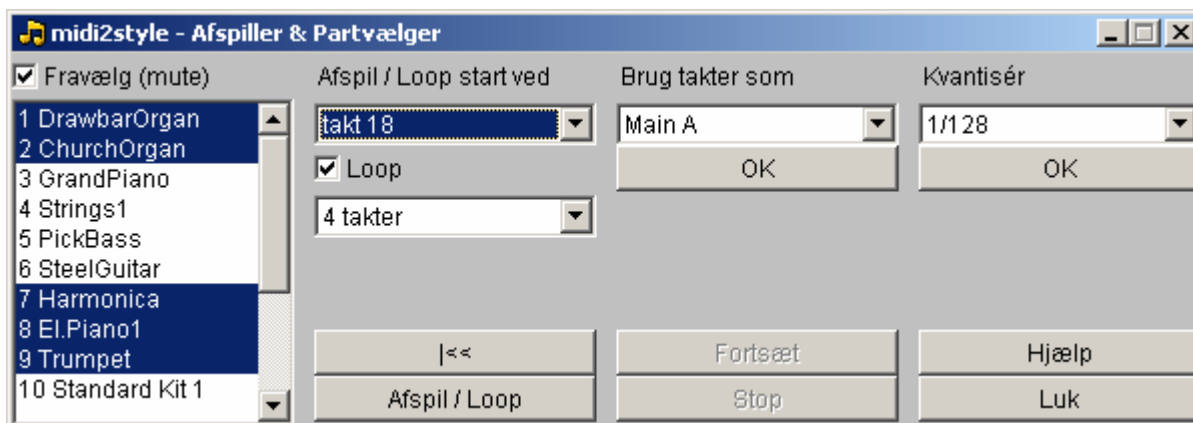 midi2style - Afspiller & Partvælger
Fravælg (mute)
1 DrawbarOrgan
2 ChurchOrgan
3 GrandPiano
4 Strings1
5 PickBass
6 SteelGuitar
7 Harmonica
8 El.Piano1
9 Trumpet
10 Standard Kit 1
Afspil / Loop start ved
takt 18
Loop
4 takter
|<<
Afspil / Loop
Brug takter som
Main A
OK
Fortsæt
Stop
Kvantisér
1/128
OK
Hjælp
Luk